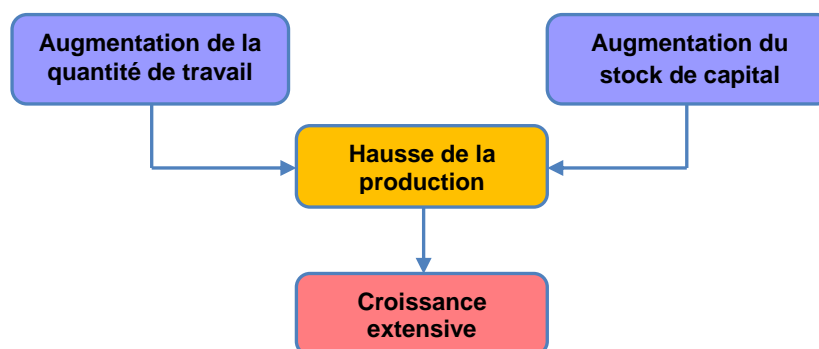 Augmentation de la
quantité de travail
Augmentation du
stock de capital
Hausse de la
production
Croissance
extensive